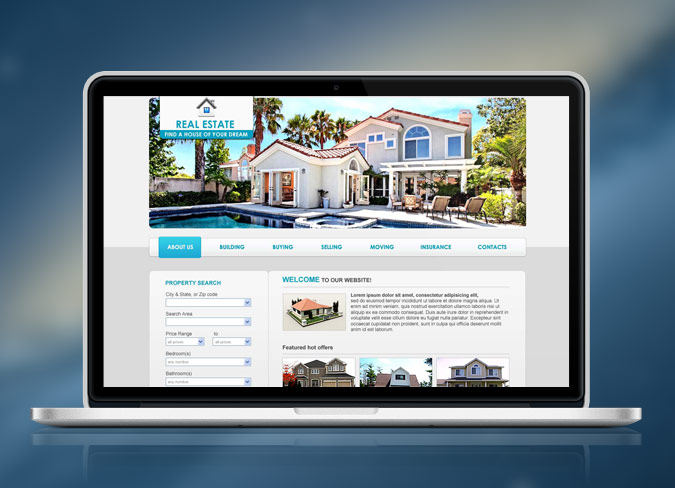 REAL ESTATE
FIND A HOUSE OF YOUR DREAM
ABOUT US BUILDING BUYING SELLING MOVING INSURANCE CONTACTS
PROPERTY SEARCH
City & State, or Zip code
Search Area
Price Range to
all prices all prices
Bedroom(s)
any number
Bathroom(s)
any number
WELCOME TO OUR WEBSITE!
Lorem ipsum dolor sit amet, consectetur adipisicing elit,
sed do eiusmod tempor incididunt ut labore et dolore magna aliqua. Ut
enim ad minim veniam, quis nostrud exercitation ullamco laboris nisi ut
aliquip ex ea commodo consequat. Duis aute irure dolor in reprehenderit in
voluptate velit esse cillum dolore eu fugiat nulla pariatur. Excepteur sint
occaecat cupidatat non proident, sunt in culpa qui officia deserunt mollit
anim id est laborum.
Featured hot offers